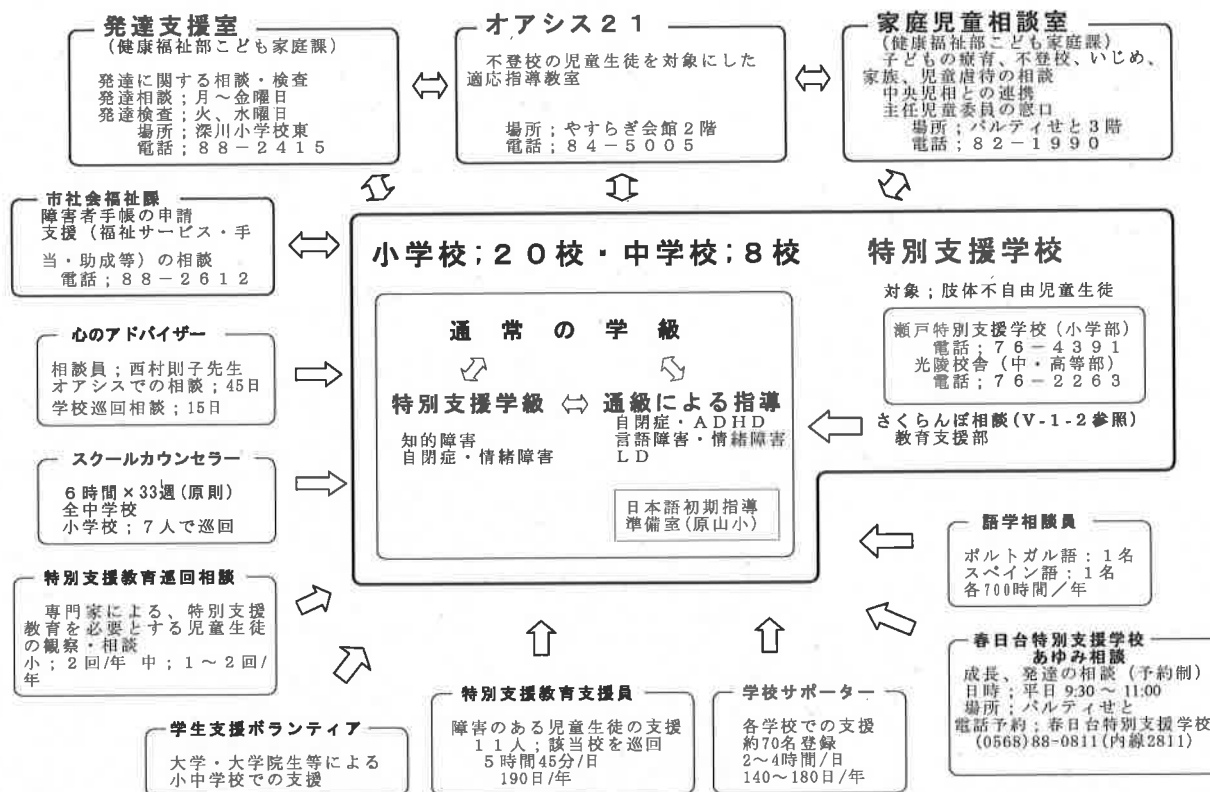 発達支援室
(健康福祉部こども家庭課)
発達に関する相談・検査
発達相談；月～金曜日
発達検査；火、水曜日
場所；深川小学校東
電話；88－2415
オアシス21
不登校の児童生徒を対象にした
適応指導教室
場所；やすらぎ会館2階
電話；84－5005
家庭児童相談室
(健康福祉部こども家庭課)
子どもの療育、不登校、いじめ、
家族、児童虐待の相談
中央児相との連携
主任児童委員の窓口
場所；パルティせと3階
電話；82－1990
市社会福祉課
障害者手帳の申請
支援（福祉サービス・手
当・助成等）の相談
電話；88－2612
心のアドバイザー
相談員；西村則子先生
オアシスでの相談；45日
学校巡回相談；15日
スクールカウンセラー
6時間×33週(原則)
全中学校
小学校；7人で巡回
特別支援教育巡回相談
専門家による、特別支援
教育を必要とする児童生徒
の観察・相談
小；2回/年 中；1～2回/
年
小学校；20校・中学校；8校
通常の学級
特別支援学級
知的障害
自閉症・情緒障害
通級による指導
自閉症・ADHD
言語障害・情緒障害
LD
日本語初期指導
準備室(原山小)
特別支援学校
対象；肢体不自由児童生徒
瀬戸特別支援学校(小学部)
電話；76－4391
光陵校舎(中・高等部)
電話；76－2263
さくらんぼ相談(V-1-2参照)
教育支援部
語学相談員
ポルトガル語：1名
スペイン語：1名
各700時間／年
春日台特別支援学校
あゆみ相談
成長、発達の相談（予約制）
日時；平日 9:30 ～ 11:00
場所；パルティせと
電話予約；春日台特別支援学校
(0568)88-0811(内線2811)
学生支援ボランティア
大学・大学院生等による
小中学校での支援
特別支援教育支援員
障害のある児童生徒の支援
11人；該当校を巡回
5時間45分/日
190日/年
学校サポーター
各学校での支援
約70名登録
2～4時間/日
140～180日/年